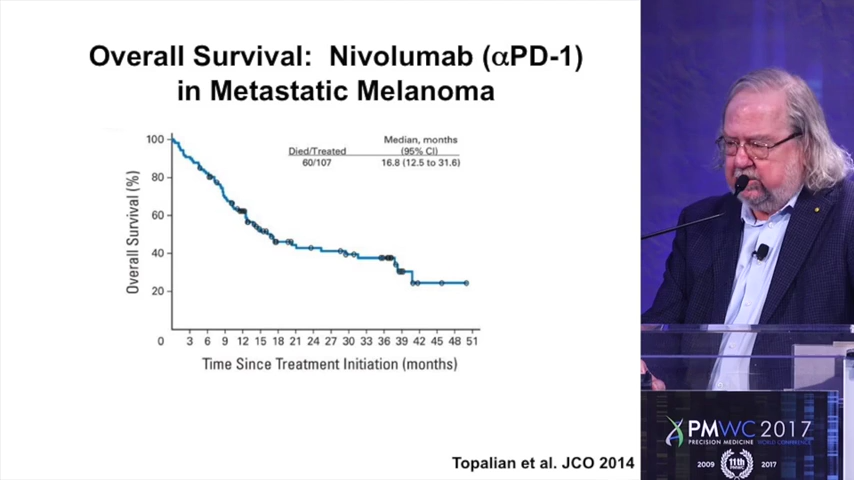 Overall Survival: Nivolumab (αPD-1)
in Metastatic Melanoma
Died/Treated
Median, months
(95% CI)
60/107
16.8 (12.5 to 31.6)
Overall Survival (%)
100
80
60
40
20
0
3 6 9 12 15 18 21 24 27 30 33 36 39 42 45 48 51
Time Since Treatment Initiation (months)
Topalian et al. JCO 2014
PMWC 2017
PRECISION MEDICINE WORLD CONFERENCE
2009
11th
2017